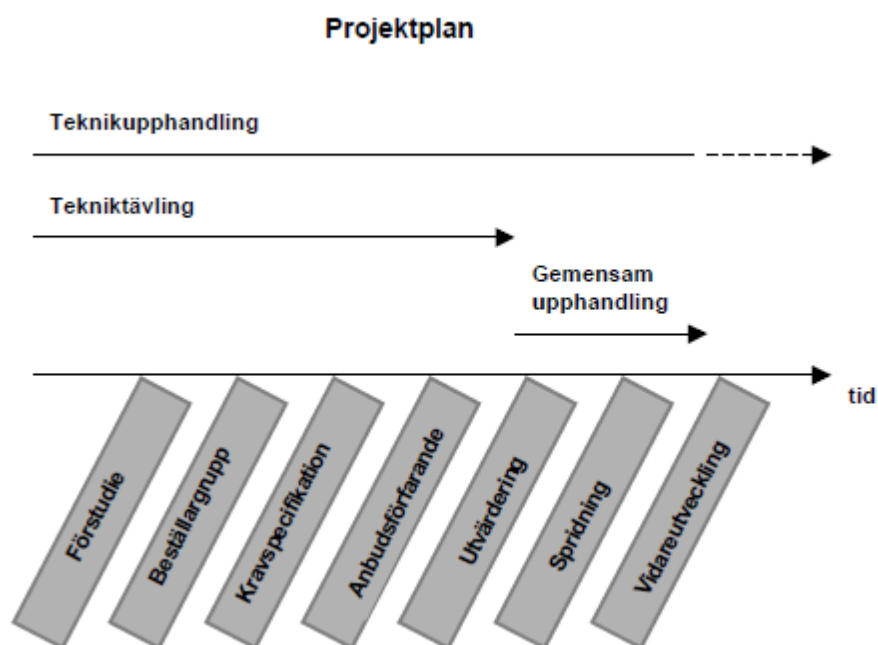 Projektplan
Teknikupphandling
Tekniktävling
Gemensam
upphandling
tid
Förstudie
Beställargrupp
Kravspecifikation
Anbudsförfarande
Utvärdering
Spridning
Vidareutveckling